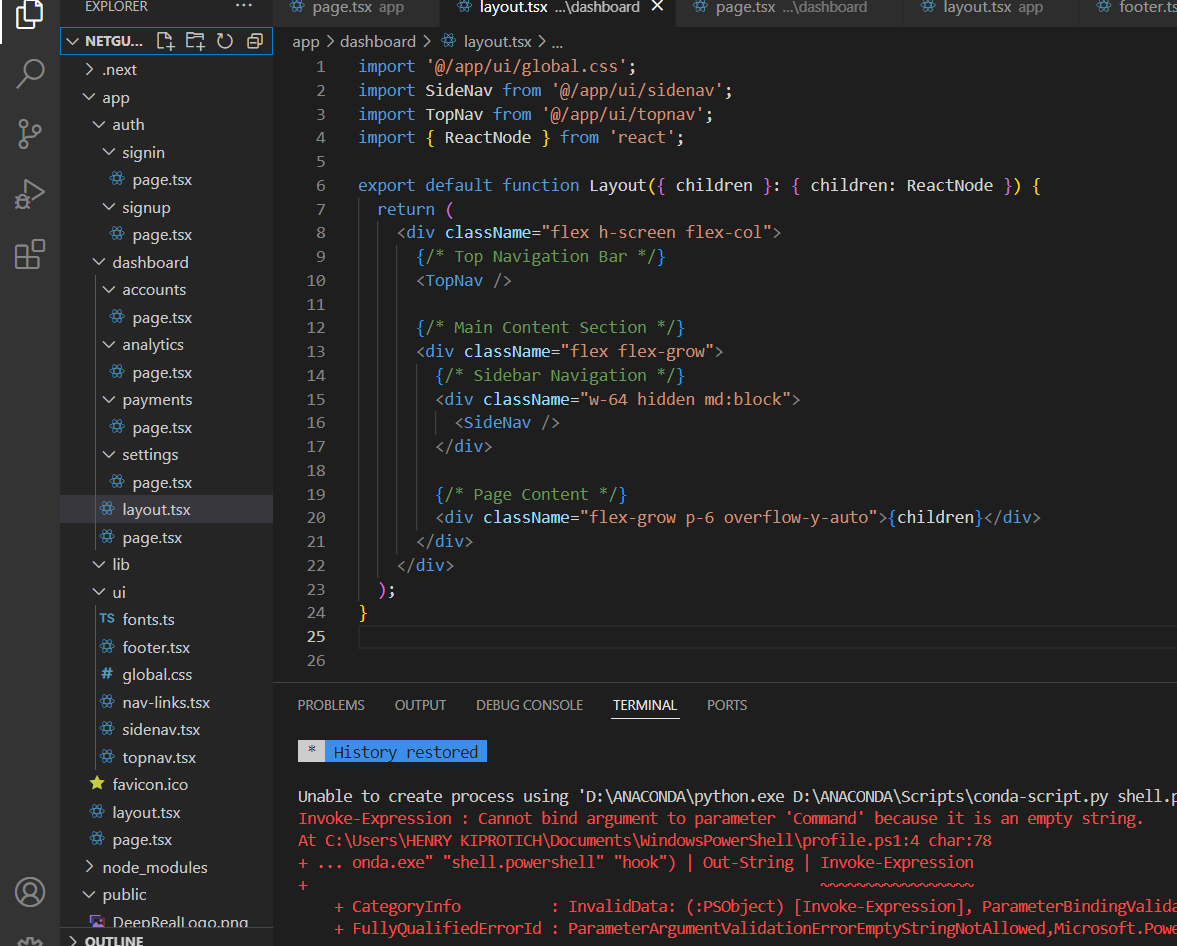 EXPLORER ...
NETGU...
.next
app
auth
signin
page.tsx
signup
page.tsx
dashboard
accounts
page.tsx
analytics
page.tsx
payments
page.tsx
settings
page.tsx
layout.tsx
page.tsx
lib
ui
TS fonts.ts
footer.tsx
# global.css
nav-links.tsx
sidenav.tsx
topnav.tsx
favicon.ico
layout.tsx
page.tsx
node_modules
public
DeepRealLogo.png
OUTLINE
page.tsx app
layout.tsx ...\dashboard
page.tsx ...\dashboard
layout.tsx app
footer.ts
app > dashboard > layout.tsx > ...
1 import '@/app/ui/global.css';
2 import SideNav from '@/app/ui/sidenav';
3 import TopNav from '@/app/ui/topnav';
4 import { ReactNode } from 'react';
5
6 export default function Layout({ children }: { children: ReactNode }) {
7 return (
8 <div className="flex h-screen flex-col">
9 {/* Top Navigation Bar */}
10 <TopNav />
11
12 {/* Main Content Section */}
13 <div className="flex flex-grow">
14 {/* Sidebar Navigation */}
15 <div className="w-64 hidden md:block">
16 <SideNav />
17 </div>
18
19 {/* Page Content */}
20 <div className="flex-grow p-6 overflow-y-auto">{children}</div>
21 </div>
22 </div>
23 );
24 }
25
26
PROBLEMS OUTPUT DEBUG CONSOLE TERMINAL PORTS
* History restored
Unable to create process using 'D:\ANACONDA\python.exe D:\ANACONDA\Scripts\conda-script.py shell.p
Invoke-Expression : Cannot bind argument to parameter 'Command' because it is an empty string.
At C:\Users\HENRY KIPROTICH\Documents\WindowsPowerShell\profile.ps1:4 char:78
+ ... onda.exe" "shell.powershell" "hook") | Out-String | Invoke-Expression
+ ~~~~~~~~~~~~~~~~~
+ CategoryInfo : InvalidData: (:PSObject) [Invoke-Expression], ParameterBindingValida
+ FullyQualifiedErrorId : ParameterArgumentValidationErrorEmptyStringNotAllowed,Microsoft.Powe